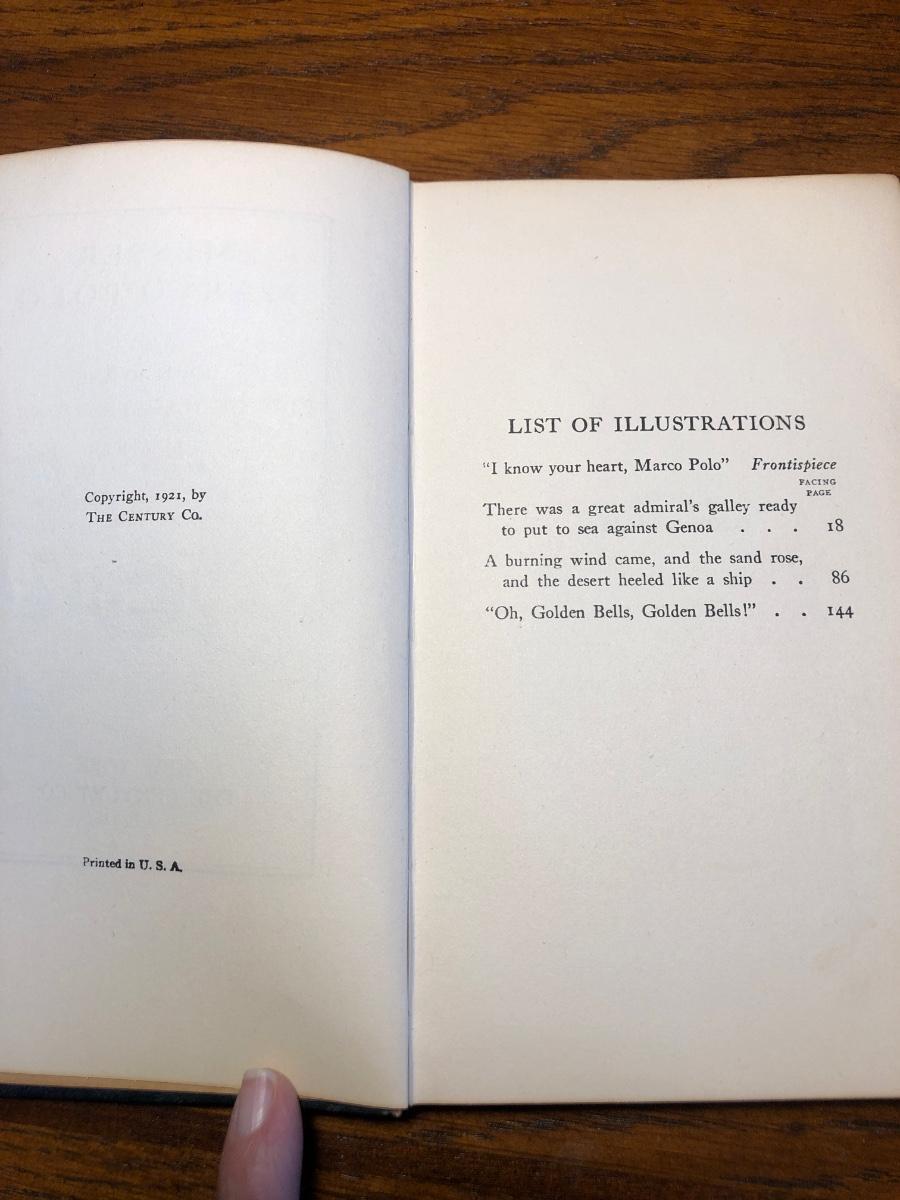 Copyright, 1921, by
THE CENTURY CO.
Printed in U. S. A.
LIST OF ILLUSTRATIONS
"I know your heart, Marco Polo" Frontispiece
FACING
PAGE
There was a great admiral's galley ready
to put to sea against Genoa . . . 18
A burning wind came, and the sand rose,
and the desert heeled like a ship . . 86
"Oh, Golden Bells, Golden Bells!" . . 144